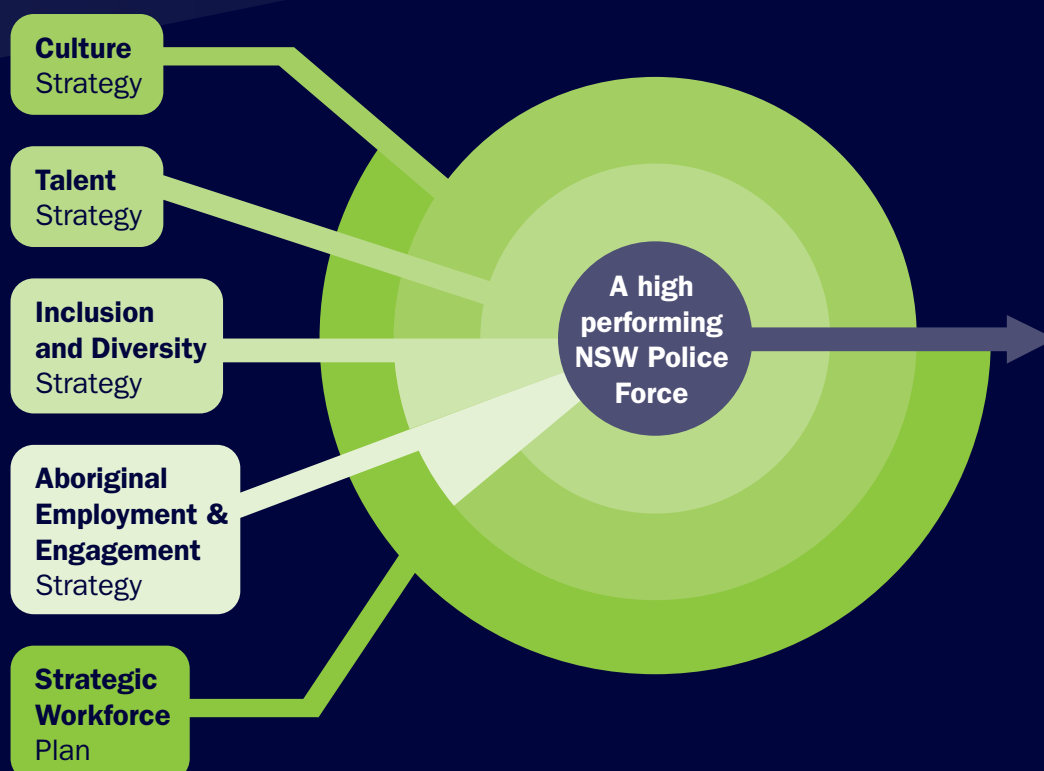 Culture
Strategy
Talent
Strategy
Inclusion
and Diversity
Strategy
Aboriginal
Employment &
Engagement
Strategy
Strategic
Workforce
Plan
A high
performing
NSW Police
Force